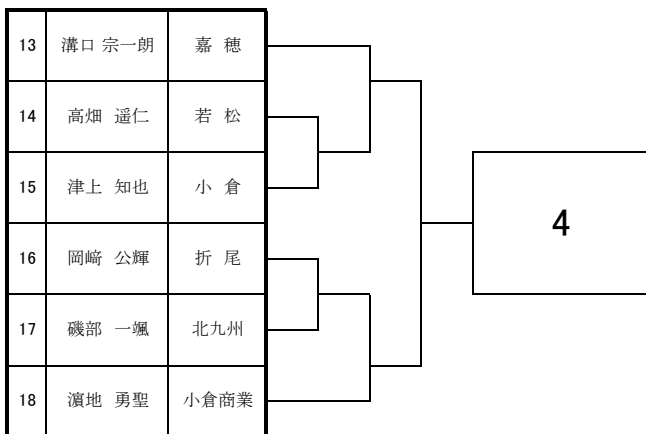 13 溝口 宗一朗 嘉 穂
14 高畑 遥仁 若 松
15 津上 知也 小 倉
4
16 岡﨑 公輝 折 尾
17 磯部 一颯 北九州
18 濵地 勇聖 小倉商業